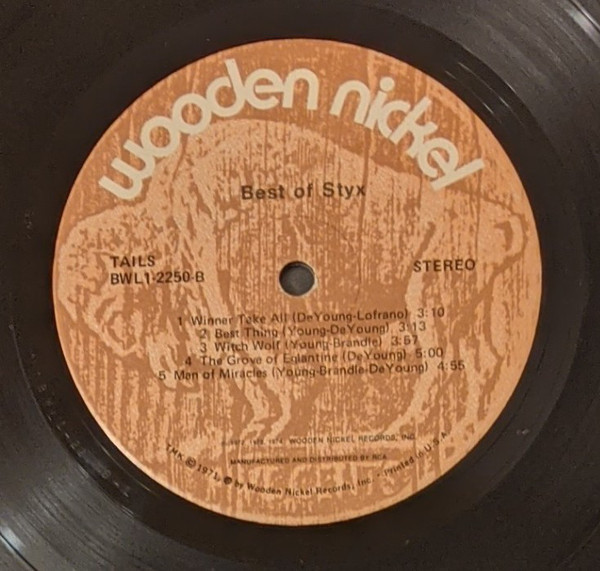 wooden nickel
Best of Styx
TAILS
BWL1-2250-B
STEREO
1 Winner Take All (DeYoung-Lofrano) 3:10
2 Best Thing (Young-DeYoung) 3:13
3 Witch Wolf (Young-Brandle) 3:57
4 The Grove of Eglantine (DeYoung) 5:00
5 Men of Miracles (Young-Brandle-DeYoung) 4:55
1974, WOODEN NICKEL RECORDS, INC.
MANUFACTURED AND DISTRIBUTED BY RCA
TMK © 1971, ℗ by Wooden Nickel Records, Inc. • Printed in U.S.A.